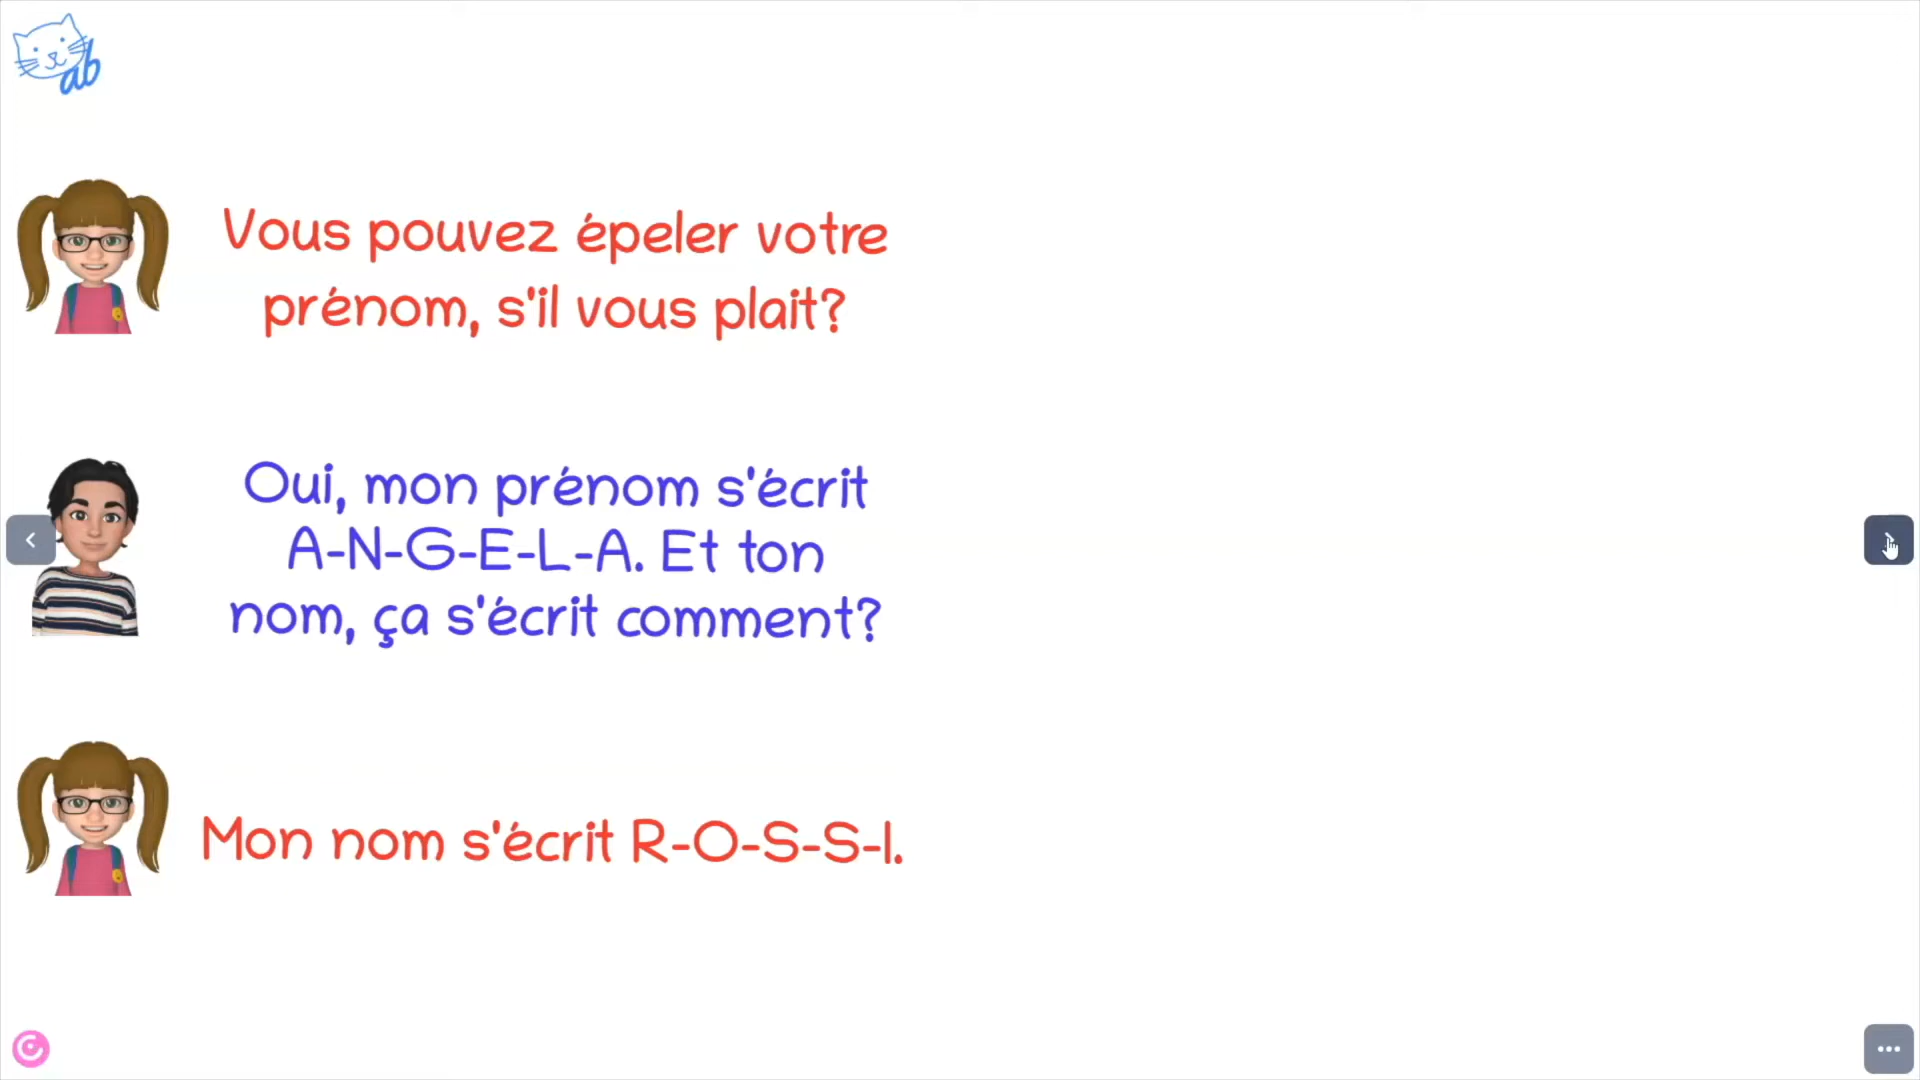 ab
Vous pouvez épeler votre
prénom, s'il vous plait?
Oui, mon prénom s'écrit
A-N-G-E-L-A. Et ton
nom, ça s'écrit comment?
Mon nom s'écrit R-O-S-S-I.